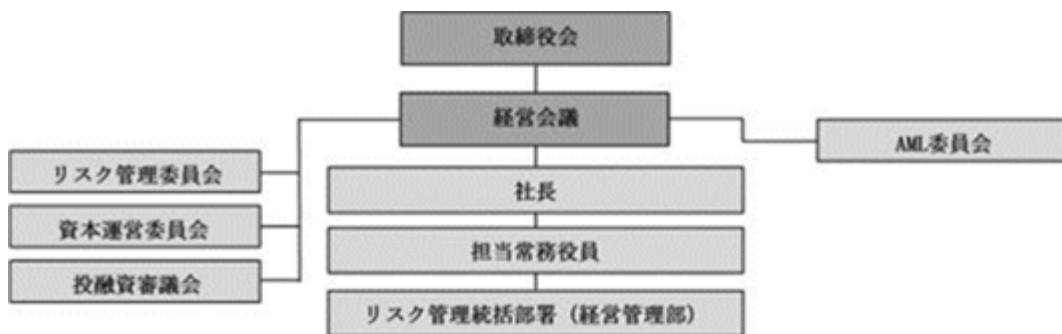 取締役会
経営会議
AML委員会
リスク管理委員会
社長
資本運営委員会
担当常務役員
投融資審議会
リスク管理統括部署（経営管理部）